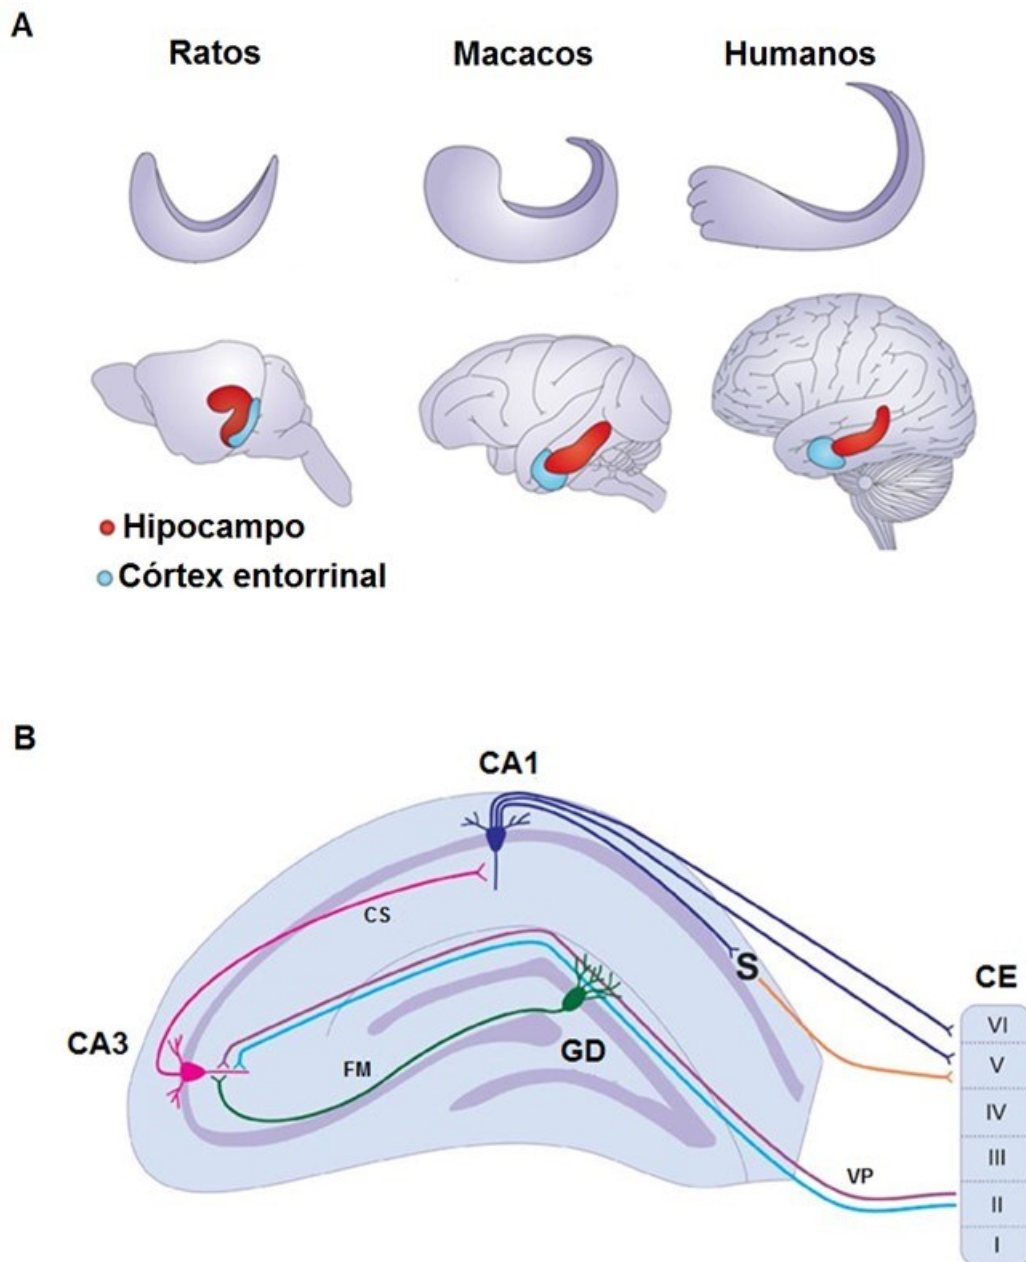 A
Ratos Macacos Humanos
Hipocampo
Córtex entorrinal
B
CA1
CS
S
CE
VI
CA3
V
FM
GD
IV
III
VP
II
I